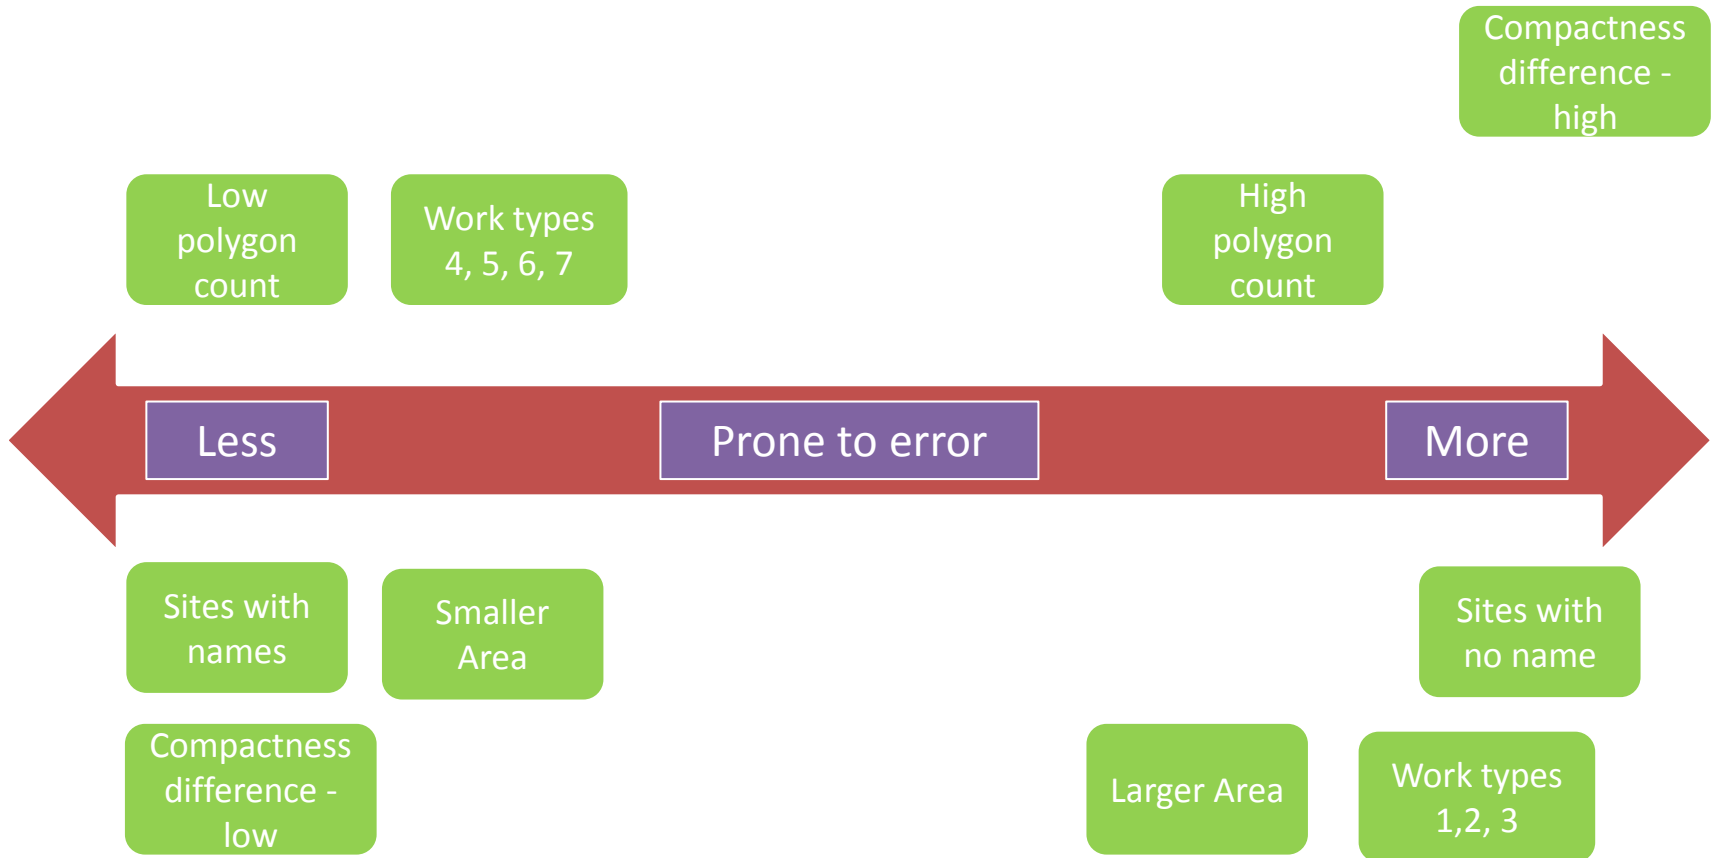 Compactness
difference -
high
Low
polygon
count
Work types
4, 5, 6, 7
High
polygon
count
Less
Prone to error
More
Sites with
names
Smaller
Area
Sites with
no name
Compactness
difference -
low
Larger Area
Work types
1,2, 3